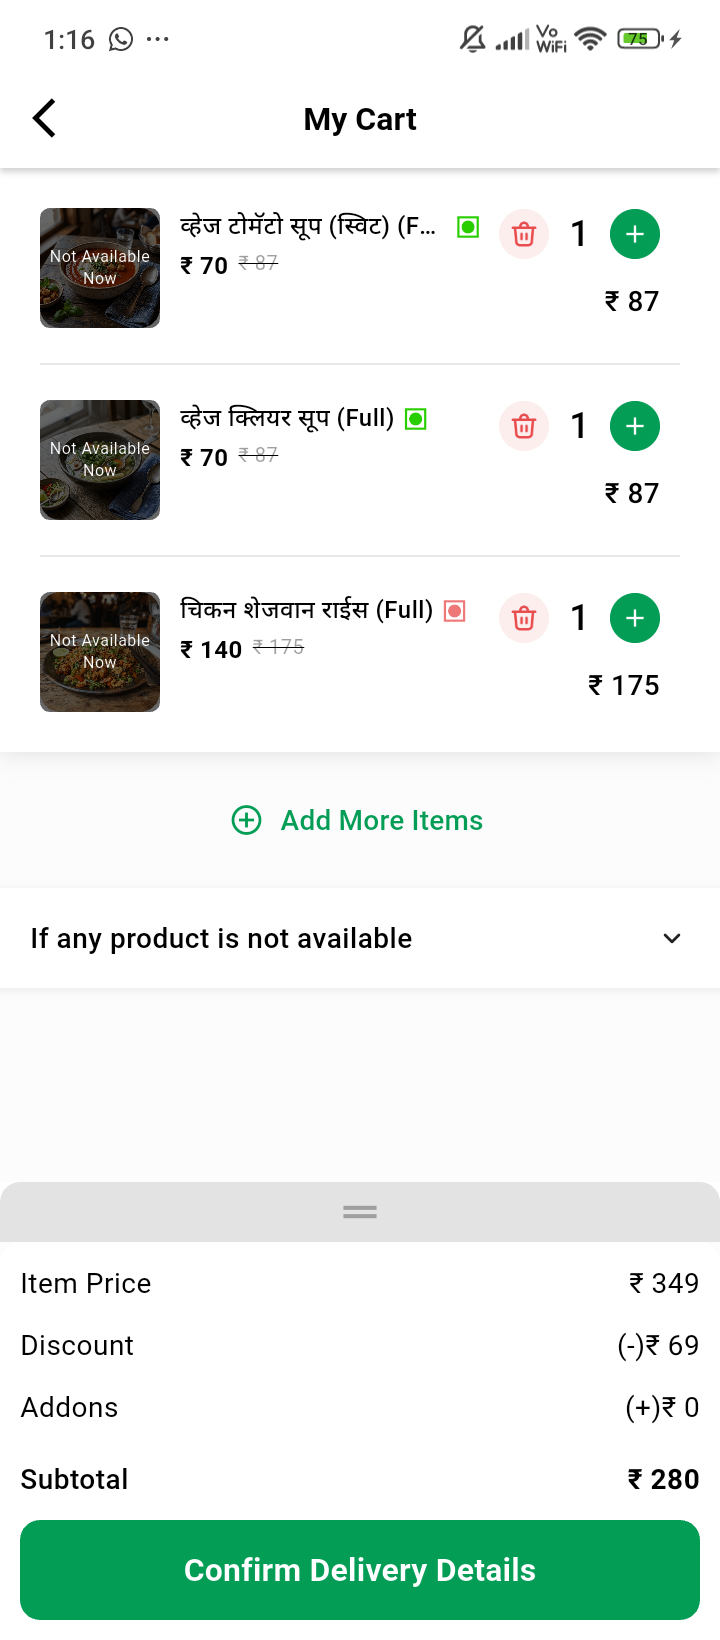 1:16 ...
Vo WiFi 75
My Cart
Not Available Now
व्हेज टोमॅटो सूप (स्विट) (F...
1
₹ 70 ₹ 87
₹ 87
Not Available Now
व्हेज क्लियर सूप (Full)
1
₹ 70 ₹ 87
₹ 87
Not Available Now
चिकन शेजवान राईस (Full)
1
₹ 140 ₹ 175
₹ 175
Add More Items
If any product is not available
Item Price ₹ 349
Discount (-)₹ 69
Addons (+)₹ 0
Subtotal ₹ 280
Confirm Delivery Details